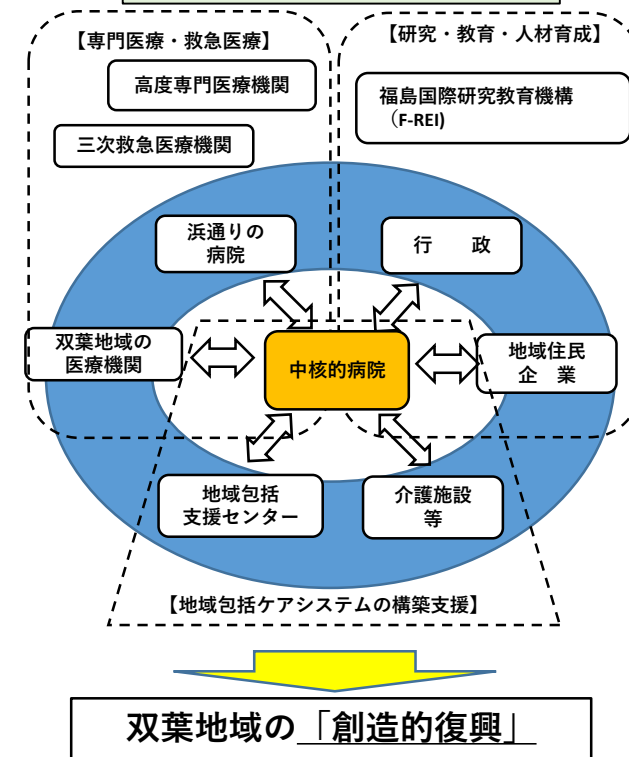 【専門医療・救急医療】
【研究・教育・人材育成】
高度専門医療機関
福島国際研究教育機構
（F-REI)
三次救急医療機関
浜通りの
病院
行　政
双葉地域の
医療機関
中核的病院
地域住民
企　業
地域包括
支援センター
介護施設
等
【地域包括ケアシステムの構築支援】
双葉地域の「創造的復興」